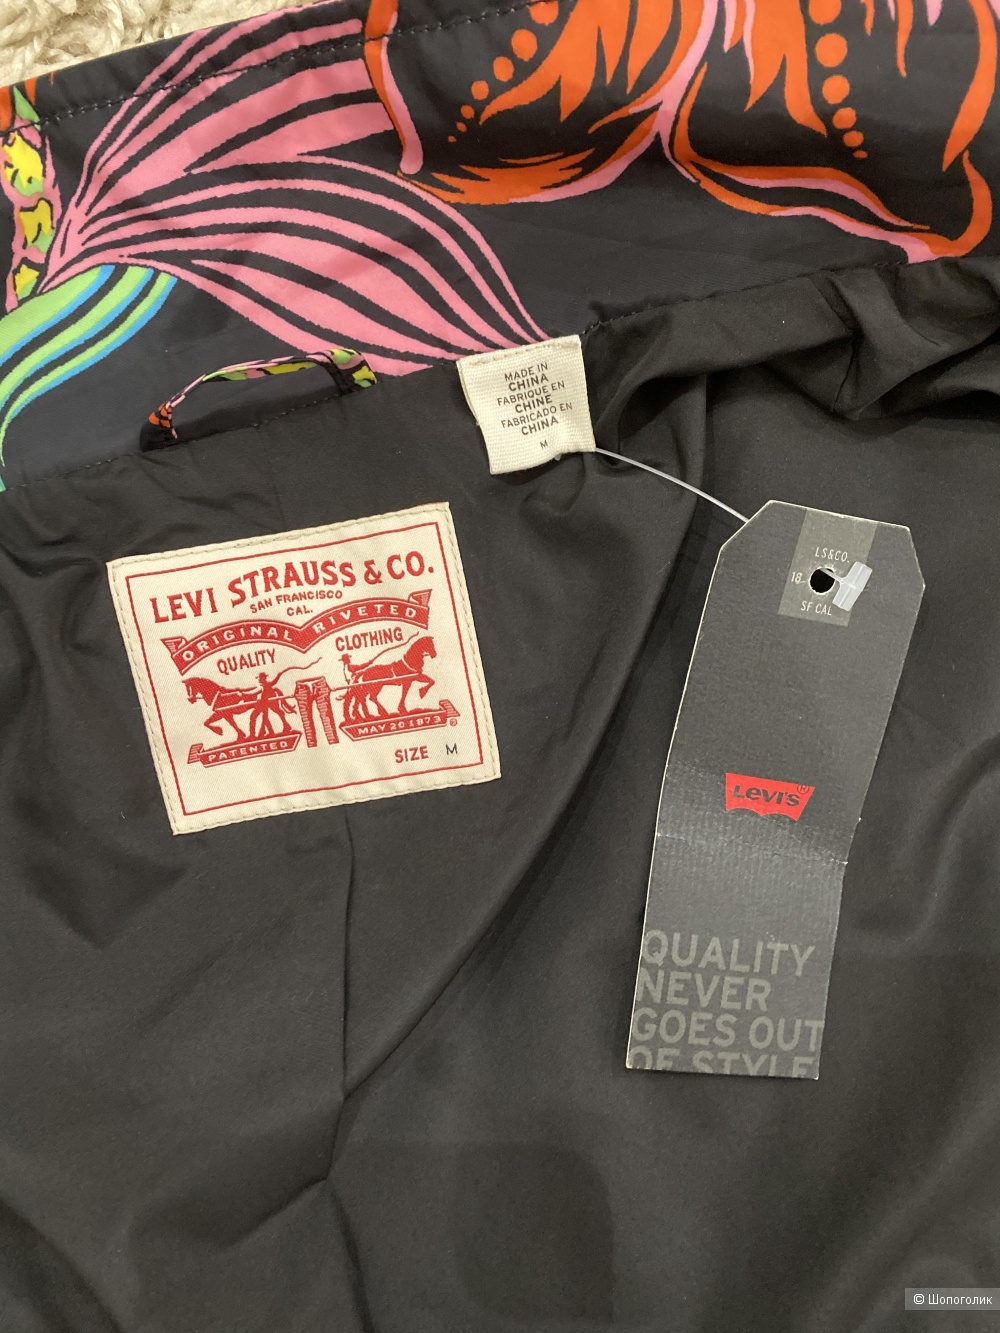 MADE IN
CHINA
FABRIQUE EN
CHINE
FABRICADO EN
CHINA
M
LEVI STRAUSS & CO.
SAN FRANCISCO
CAL.
ORIGINAL RIVETED
QUALITY CLOTHING
PATENTED MAY 20 1873 ®
SIZE M
LS&CO.
18
SF CAL
Levi's®
QUALITY
NEVER
GOES OUT
OF STYLE
© Шопоголик